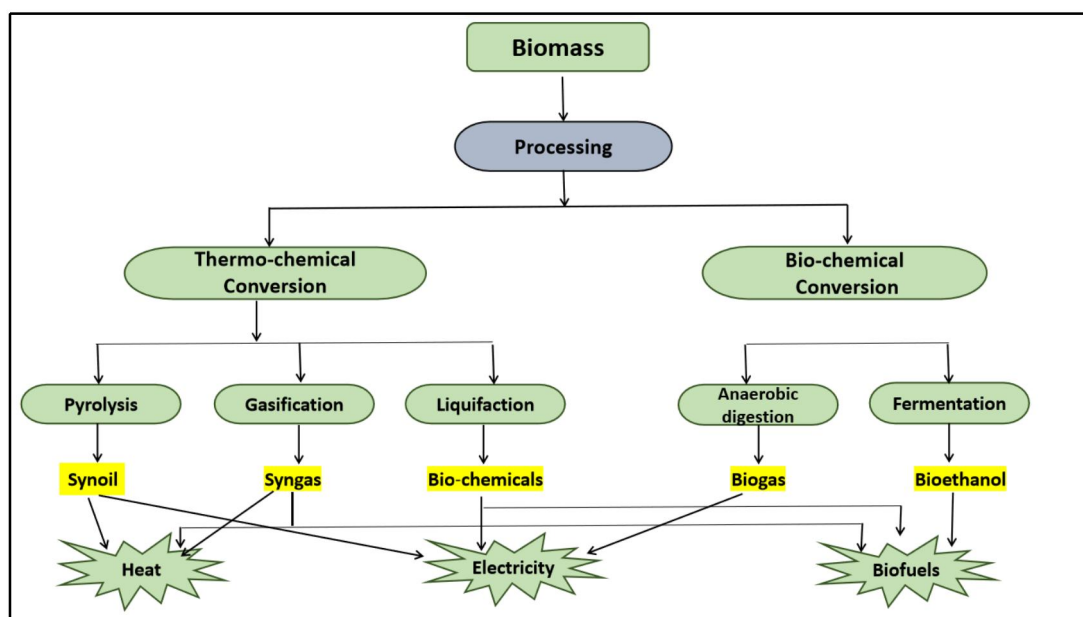 Biomass
Processing
Thermo-chemical
Conversion
Bio-chemical
Conversion
Pyrolysis
Gasification
Liquifaction
Anaerobic
digestion
Fermentation
Synoil
Syngas
Bio-chemicals
Biogas
Bioethanol
Heat
Electricity
Biofuels